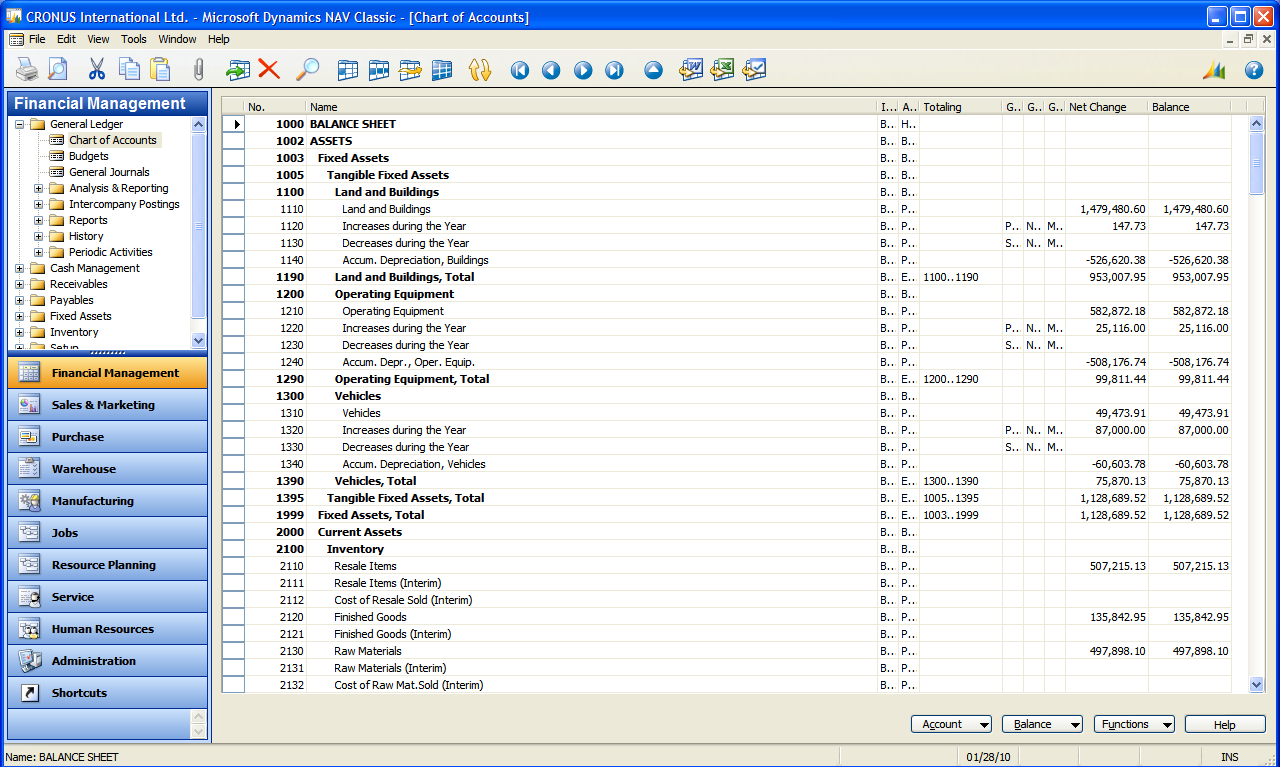 CRONUS International Ltd. - Microsoft Dynamics NAV Classic - [Chart of Accounts]
File Edit View Tools Window Help
Financial Management
General Ledger
Chart of Accounts
Budgets
General Journals
Analysis & Reporting
Intercompany Postings
Reports
History
Periodic Activities
Cash Management
Receivables
Payables
Fixed Assets
Inventory
Setup
Financial Management
Sales & Marketing
Purchase
Warehouse
Manufacturing
Jobs
Resource Planning
Service
Human Resources
Administration
Shortcuts
No. Name I... A... Totaling G.. G.. G.. Net Change Balance
1000 BALANCE SHEET B.. H..
1002 ASSETS B.. B..
1003 Fixed Assets B.. B..
1005 Tangible Fixed Assets B.. B..
1100 Land and Buildings B.. B..
1110 Land and Buildings B.. P.. 1,479,480.60 1,479,480.60
1120 Increases during the Year B.. P.. P.. N.. M.. 147.73 147.73
1130 Decreases during the Year B.. P.. S.. N.. M..
1140 Accum. Depreciation, Buildings B.. P.. -526,620.38 -526,620.38
1190 Land and Buildings, Total B.. E.. 1100..1190 953,007.95 953,007.95
1200 Operating Equipment B.. B..
1210 Operating Equipment B.. P.. 582,872.18 582,872.18
1220 Increases during the Year B.. P.. P.. N.. M.. 25,116.00 25,116.00
1230 Decreases during the Year B.. P.. S.. N.. M..
1240 Accum. Depr., Oper. Equip. B.. P.. -508,176.74 -508,176.74
1290 Operating Equipment, Total B.. E.. 1200..1290 99,811.44 99,811.44
1300 Vehicles B.. B..
1310 Vehicles B.. P.. 49,473.91 49,473.91
1320 Increases during the Year B.. P.. P.. N.. M.. 87,000.00 87,000.00
1330 Decreases during the Year B.. P.. S.. N.. M..
1340 Accum. Depreciation, Vehicles B.. P.. -60,603.78 -60,603.78
1390 Vehicles, Total B.. E.. 1300..1390 75,870.13 75,870.13
1395 Tangible Fixed Assets, Total B.. E.. 1005..1395 1,128,689.52 1,128,689.52
1999 Fixed Assets, Total B.. E.. 1003..1999 1,128,689.52 1,128,689.52
2000 Current Assets B.. B..
2100 Inventory B.. B..
2110 Resale Items B.. P.. 507,215.13 507,215.13
2111 Resale Items (Interim) B.. P..
2112 Cost of Resale Sold (Interim) B.. P..
2120 Finished Goods B.. P.. 135,842.95 135,842.95
2121 Finished Goods (Interim) B.. P..
2130 Raw Materials B.. P.. 497,898.10 497,898.10
2131 Raw Materials (Interim) B.. P..
2132 Cost of Raw Mat.Sold (Interim) B.. P..
Account Balance Functions Help
Name: BALANCE SHEET 01/28/10 INS